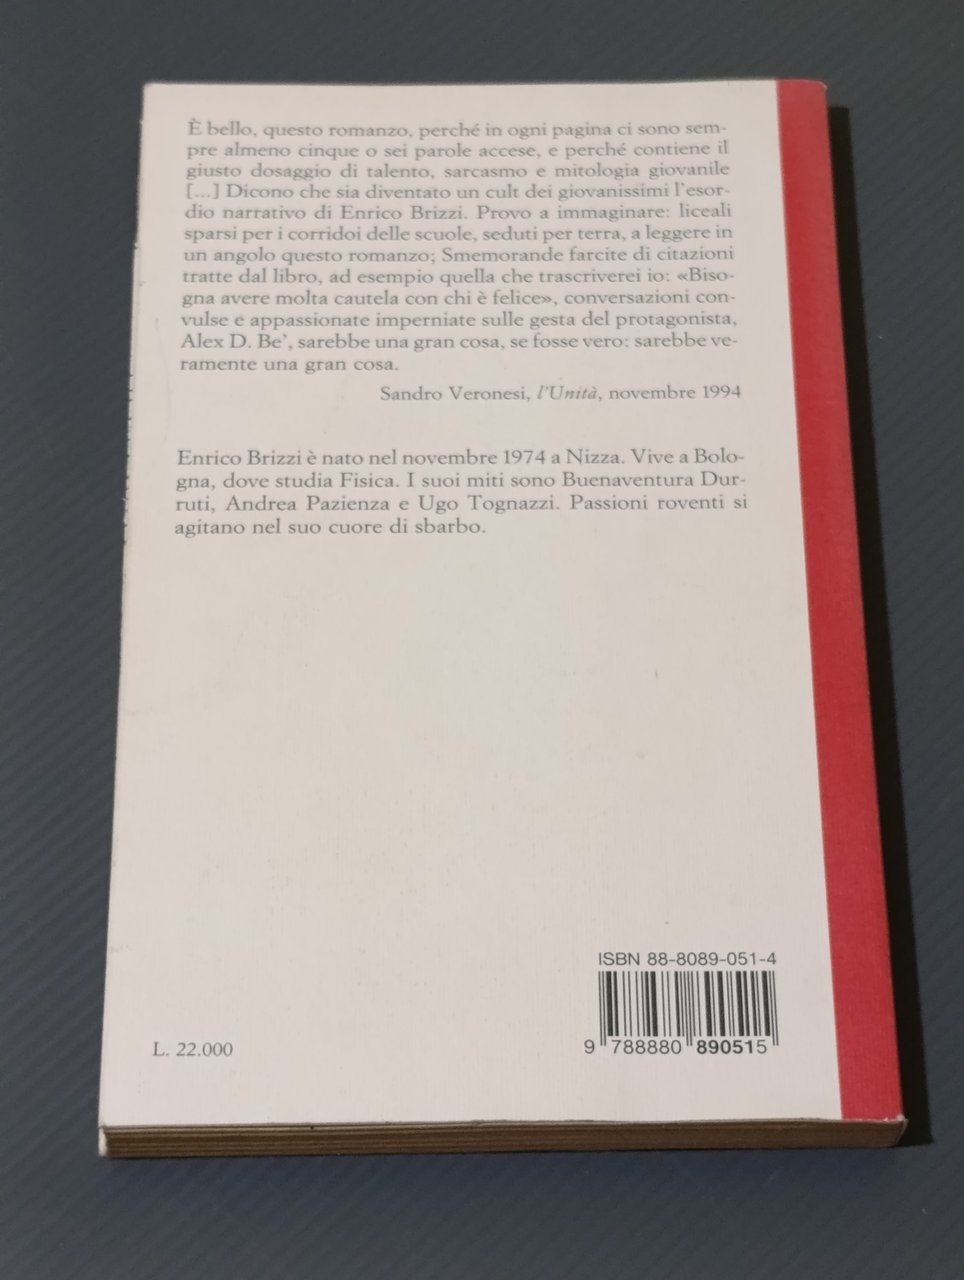 È bello, questo romanzo, perché in ogni pagina ci sono sem-
pre almeno cinque o sei parole accese, e perché contiene il
giusto dosaggio di talento, sarcasmo e mitologia giovanile
[...] Dicono che sia diventato un cult dei giovanissimi l'esor-
dio narrativo di Enrico Brizzi. Provo a immaginare: liceali
sparsi per i corridoi delle scuole, seduti per terra, a leggere in
un angolo questo romanzo; Smemorande farcite di citazioni
tratte dal libro, ad esempio quella che trascriverei io: «Biso-
gna avere molta cautela con chi è felice», conversazioni con-
vulse e appassionate imperniate sulle gesta del protagonista,
Alex D. Be', sarebbe una gran cosa, se fosse vero: sarebbe ve-
ramente una gran cosa.
Sandro Veronesi, l'Unità, novembre 1994
Enrico Brizzi è nato nel novembre 1974 a Nizza. Vive a Bolo-
gna, dove studia Fisica. I suoi miti sono Buenaventura Dur-
ruti, Andrea Pazienza e Ugo Tognazzi. Passioni roventi si
agitano nel suo cuore di sbarbo.
ISBN 88-8089-051-4
9 788880 890515
L. 22.000